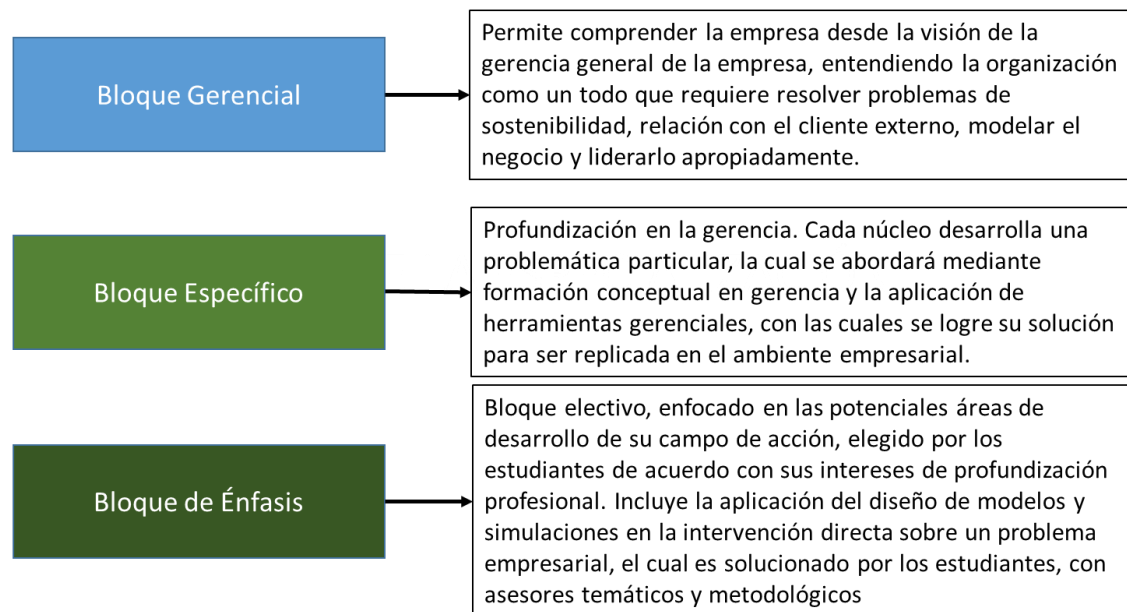 Bloque Gerencial
Permite comprender la empresa desde la visión de la
gerencia general de la empresa, entendiendo la organización
como un todo que requiere resolver problemas de
sostenibilidad, relación con el cliente externo, modelar el
negocio y liderarlo apropiadamente.
Bloque Específico
Profundización en la gerencia. Cada núcleo desarrolla una
problemática particular, la cual se abordará mediante
formación conceptual en gerencia y la aplicación de
herramientas gerenciales, con las cuales se logre su solución
para ser replicada en el ambiente empresarial.
Bloque de Énfasis
Bloque electivo, enfocado en las potenciales áreas de
desarrollo de su campo de acción, elegido por los
estudiantes de acuerdo con sus intereses de profundización
profesional. Incluye la aplicación del diseño de modelos y
simulaciones en la intervención directa sobre un problema
empresarial, el cual es solucionado por los estudiantes, con
asesores temáticos y metodológicos